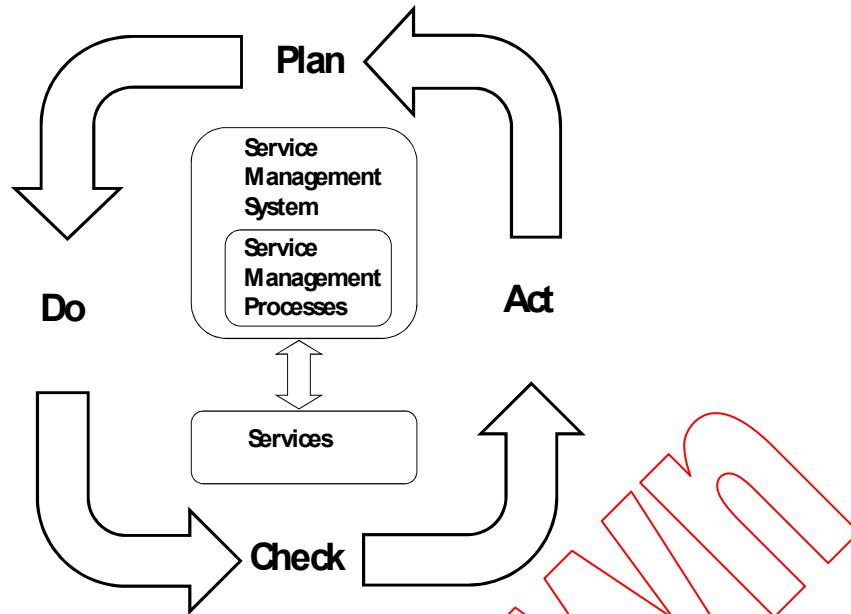 Plan
Service
Management
System
Service
Management
Processes
Do
Act
Services
Check